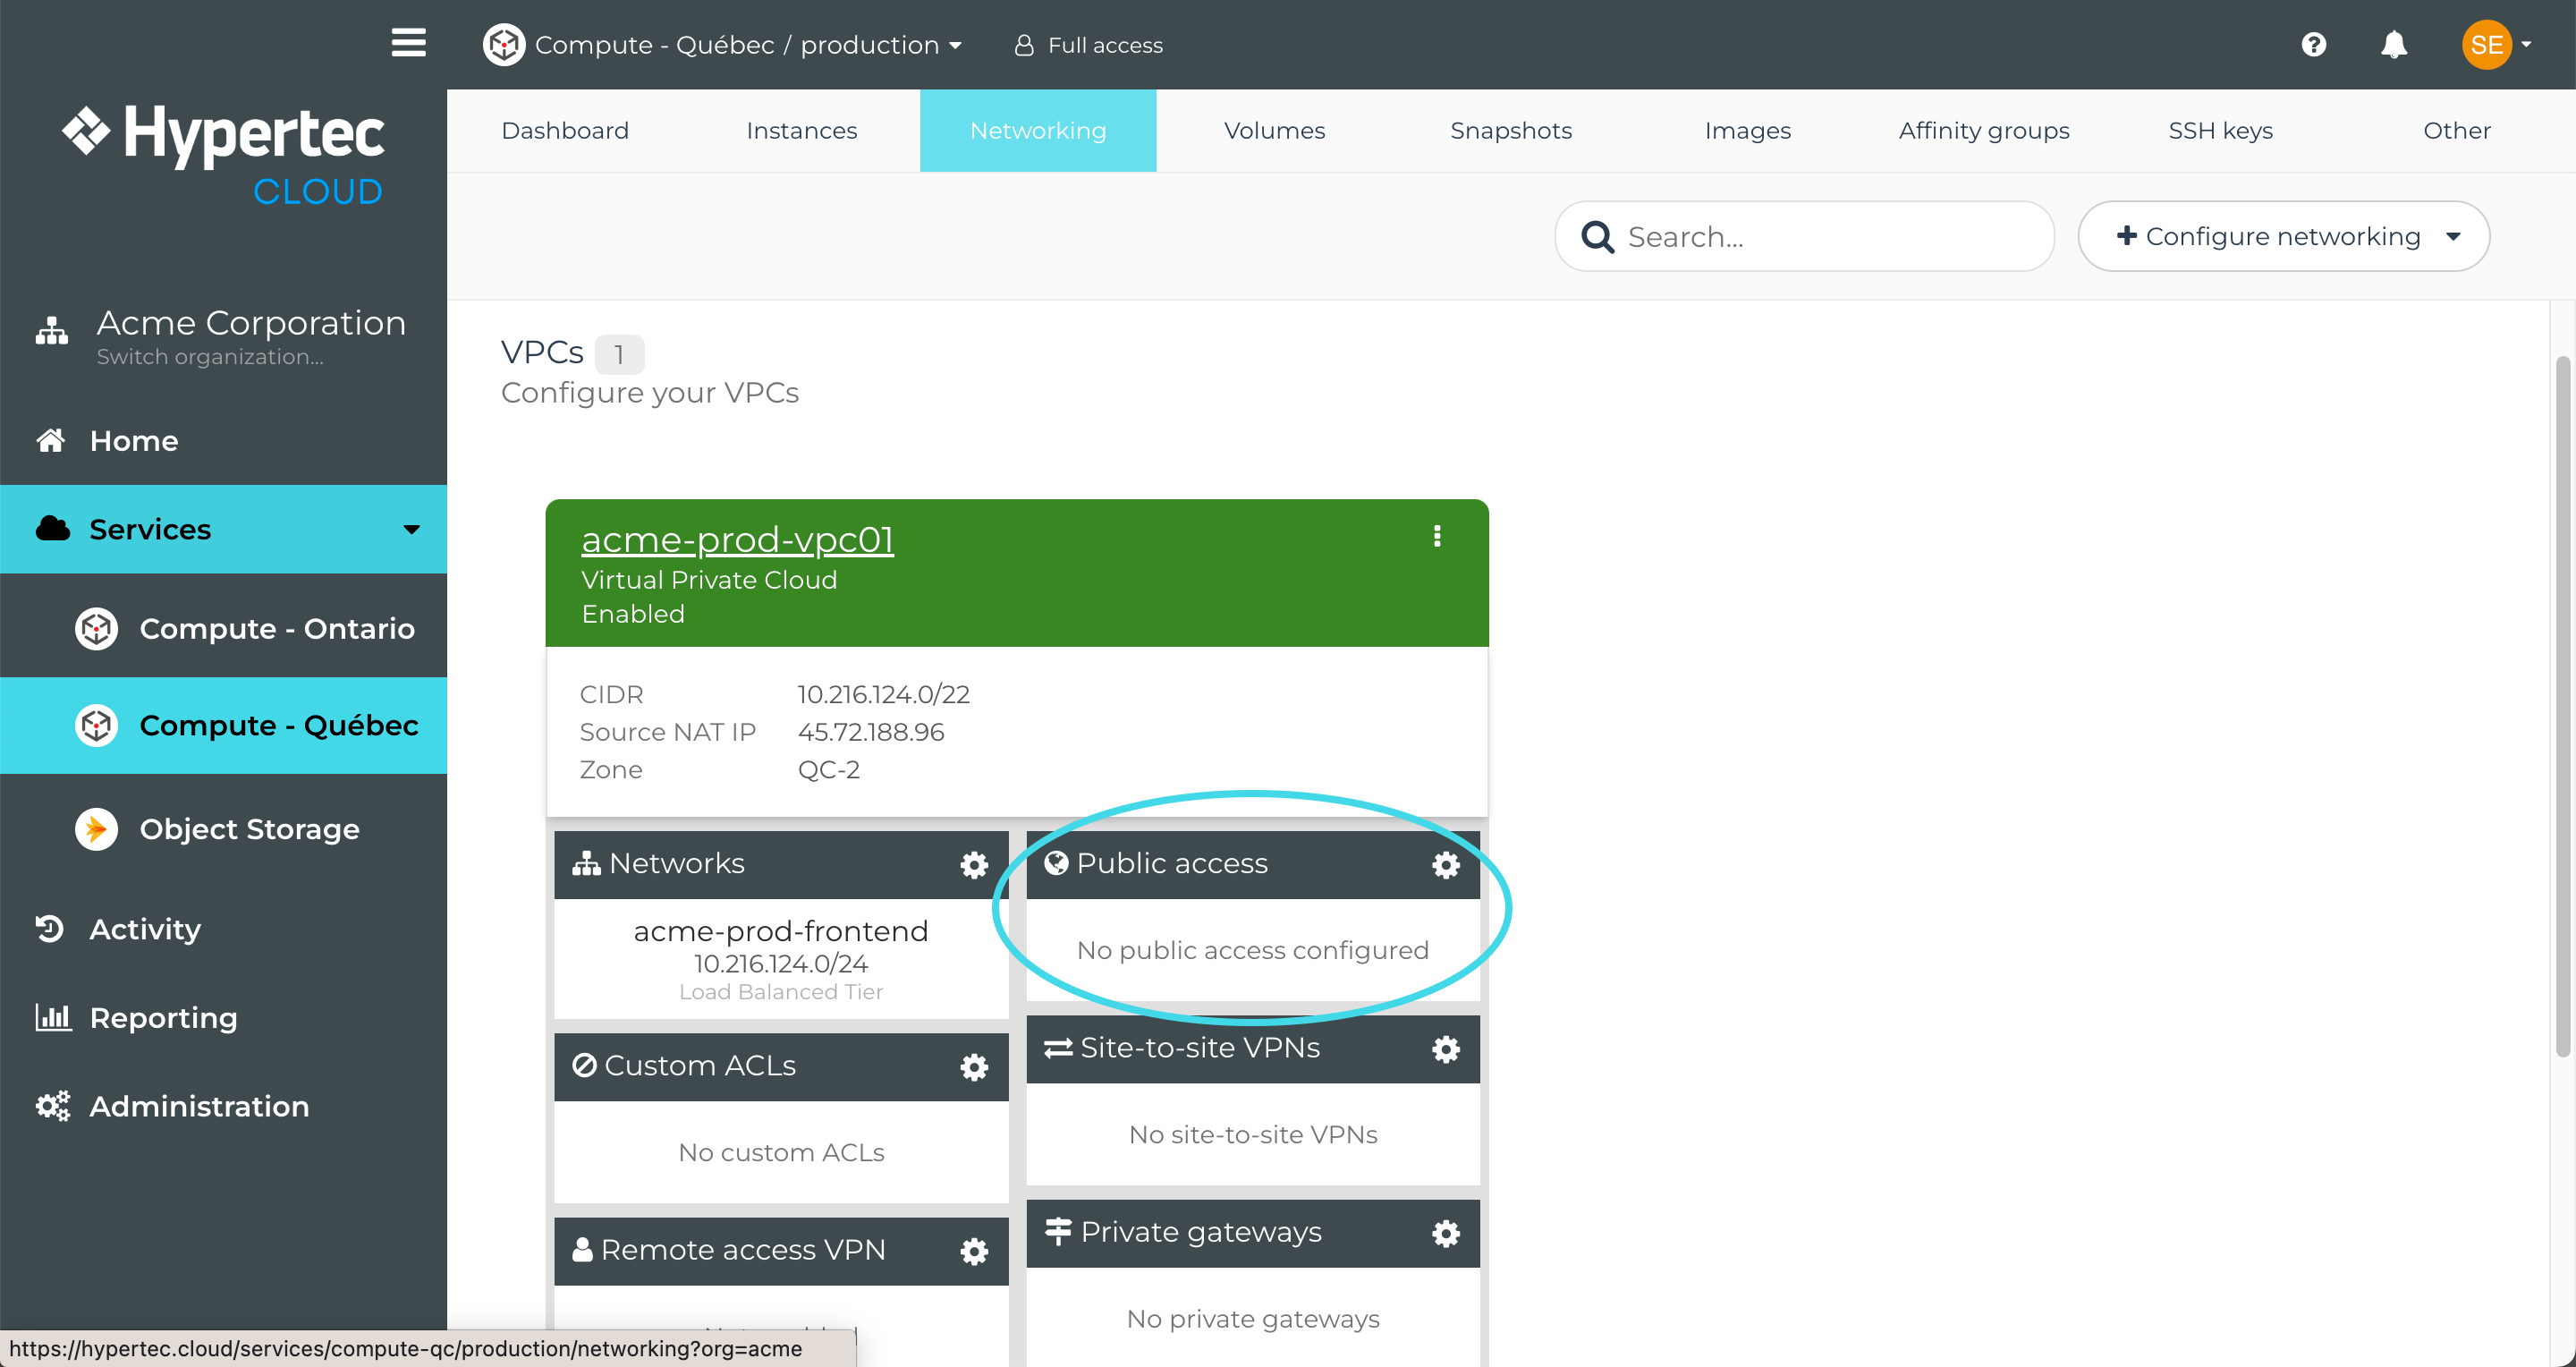 Compute - Québec / production
Full access
SE
Hypertec
CLOUD
Acme Corporation
Switch organization...
Home
Services
Compute - Ontario
Compute - Québec
Object Storage
Activity
Reporting
Administration
Dashboard
Instances
Networking
Volumes
Snapshots
Images
Affinity groups
SSH keys
Other
Search...
Configure networking
VPCs 1
Configure your VPCs
acme-prod-vpc01
Virtual Private Cloud
Enabled
CIDR 10.216.124.0/22
Source NAT IP 45.72.188.96
Zone QC-2
Networks
acme-prod-frontend
10.216.124.0/24
Load Balanced Tier
Custom ACLs
No custom ACLs
Remote access VPN
Public access
No public access configured
Site-to-site VPNs
No site-to-site VPNs
Private gateways
No private gateways
https://hypertec.cloud/services/compute-qc/production/networking?org=acme